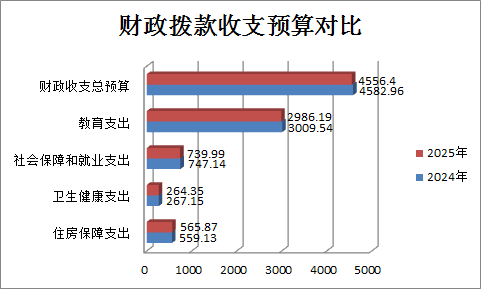 财政拨款收支预算对比
财政收支总预算
4556.4
4582.96
教育支出
2986.19
3009.54
社会保障和就业支出
739.99
747.14
卫生健康支出
264.35
267.15
住房保障支出
565.87
559.13
2025年
2024年
0 1000 2000 3000 4000 5000